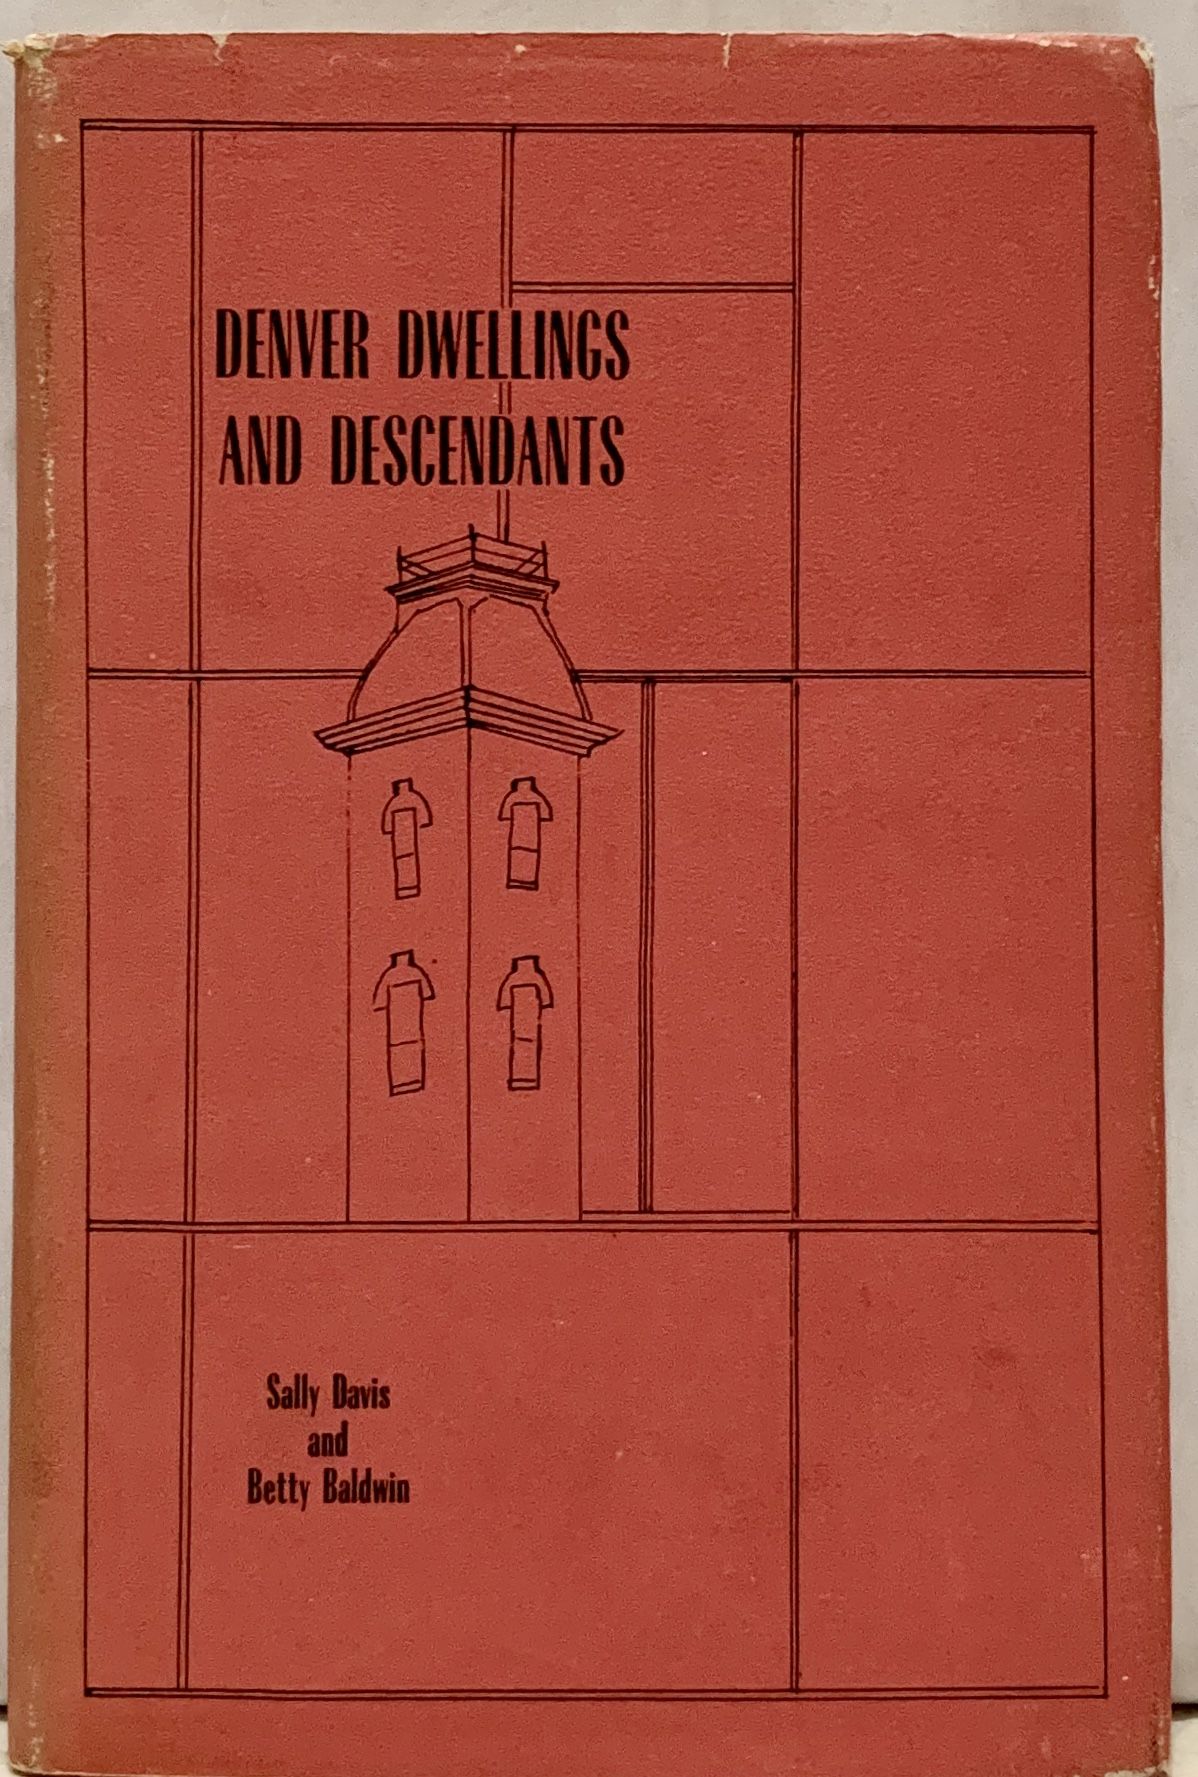 DENVER DWELLINGS
AND DESCENDANTS
Sally Davis
and
Betty Baldwin